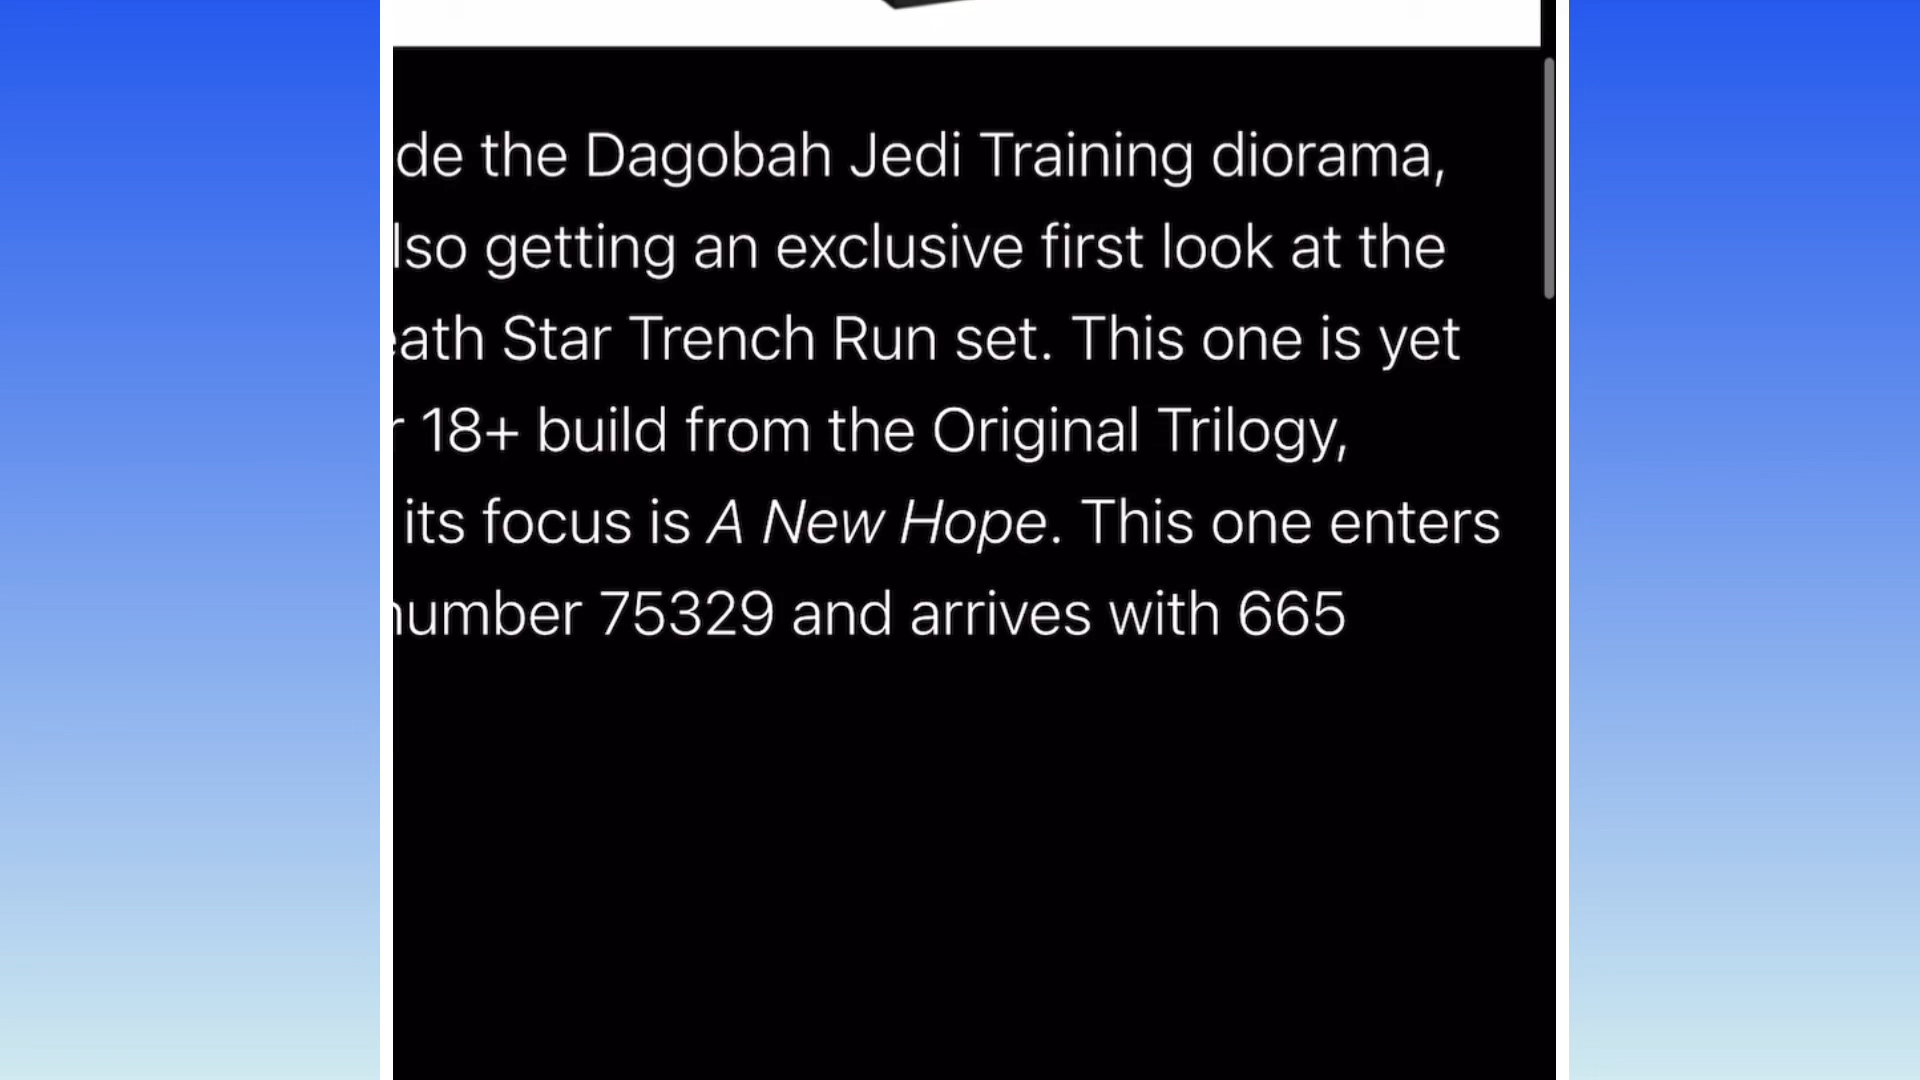 de the Dagobah Jedi Training diorama,
lso getting an exclusive first look at the
eath Star Trench Run set. This one is yet
r 18+ build from the Original Trilogy,
its focus is A New Hope. This one enters
number 75329 and arrives with 665